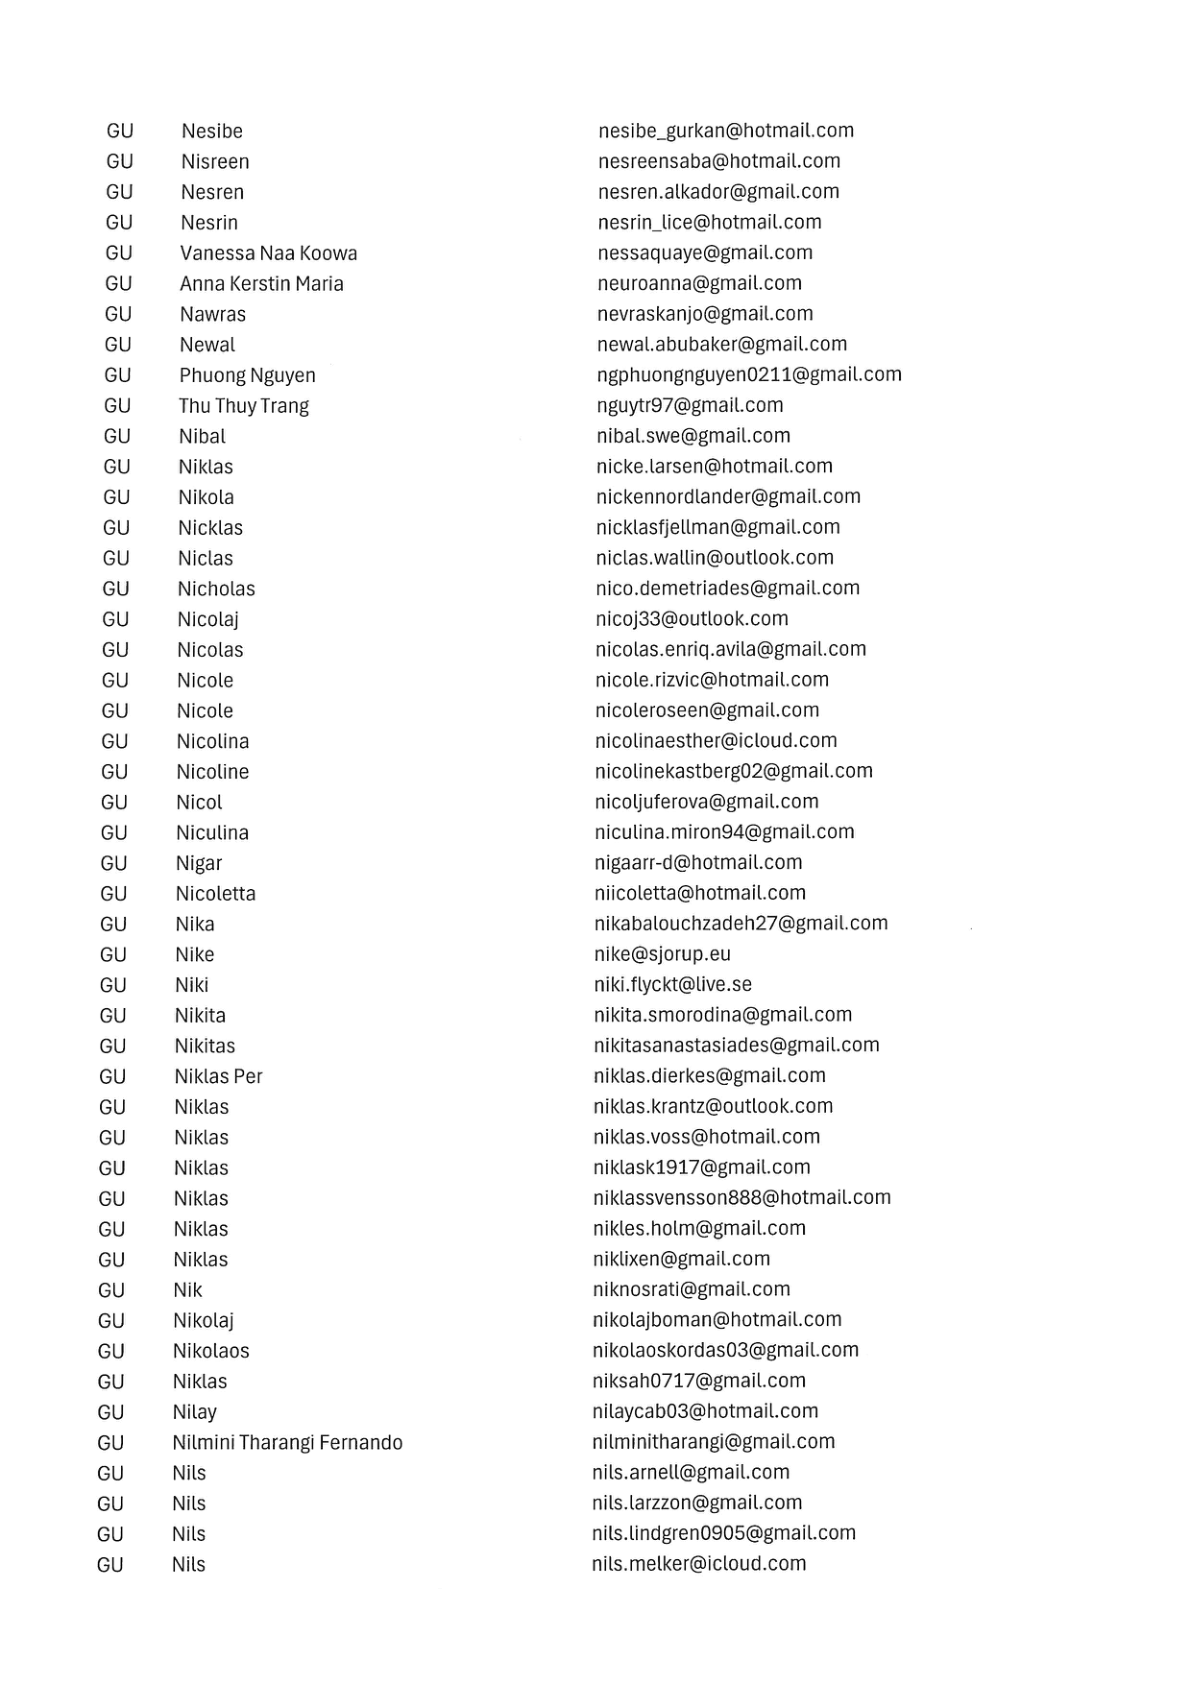 GU Nesibe nesibe_gurkan@hotmail.com
GU Nisreen nesreensaba@hotmail.com
GU Nesren nesren.alkador@gmail.com
GU Nesrin nesrin_lice@hotmail.com
GU Vanessa Naa Koowa nessaquaye@gmail.com
GU Anna Kerstin Maria neuroanna@gmail.com
GU Nawras nevraskanjo@gmail.com
GU Newal newal.abubaker@gmail.com
GU Phuong Nguyen ngphuongnguyen0211@gmail.com
GU Thu Thuy Trang nguytr97@gmail.com
GU Nibal nibal.swe@gmail.com
GU Niklas nicke.larsen@hotmail.com
GU Nikola nickennordlander@gmail.com
GU Nicklas nicklasfjellman@gmail.com
GU Niclas niclas.wallin@outlook.com
GU Nicholas nico.demetriades@gmail.com
GU Nicolaj nicoj33@outlook.com
GU Nicolas nicolas.enriq.avila@gmail.com
GU Nicole nicole.rizvic@hotmail.com
GU Nicole nicoleroseen@gmail.com
GU Nicolina nicolinaesther@icloud.com
GU Nicoline nicolinekastberg02@gmail.com
GU Nicol nicoljuferova@gmail.com
GU Niculina niculina.miron94@gmail.com
GU Nigar nigaarr-d@hotmail.com
GU Nicoletta niicoletta@hotmail.com
GU Nika nikabalouchzadeh27@gmail.com
GU Nike nike@sjorup.eu
GU Niki niki.flyckt@live.se
GU Nikita nikita.smorodina@gmail.com
GU Nikitas nikitasanastasiades@gmail.com
GU Niklas Per niklas.dierkes@gmail.com
GU Niklas niklas.krantz@outlook.com
GU Niklas niklas.voss@hotmail.com
GU Niklas niklask1917@gmail.com
GU Niklas niklassvensson888@hotmail.com
GU Niklas nikles.holm@gmail.com
GU Niklas niklixen@gmail.com
GU Nik niknosrati@gmail.com
GU Nikolaj nikolajboman@hotmail.com
GU Nikolaos nikolaoskordas03@gmail.com
GU Niklas niksah0717@gmail.com
GU Nilay nilaycab03@hotmail.com
GU Nilmini Tharangi Fernando nilminitharangi@gmail.com
GU Nils nils.arnell@gmail.com
GU Nils nils.larzzon@gmail.com
GU Nils nils.lindgren0905@gmail.com
GU Nils nils.melker@icloud.com